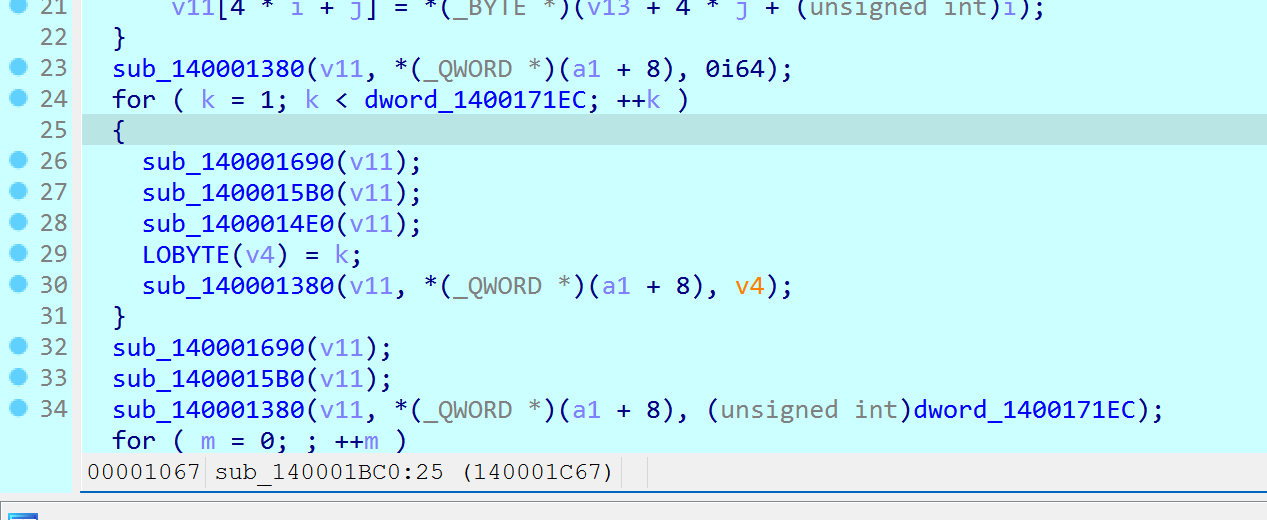 21 v11[4 * i + j] = *(_BYTE *)(v13 + 4 * j + (unsigned int)i);
22 }
23 sub_140001380(v11, *(_QWORD *)(a1 + 8), 0i64);
24 for ( k = 1; k < dword_1400171EC; ++k )
25 {
26 sub_140001690(v11);
27 sub_1400015B0(v11);
28 sub_1400014E0(v11);
29 LOBYTE(v4) = k;
30 sub_140001380(v11, *(_QWORD *)(a1 + 8), v4);
31 }
32 sub_140001690(v11);
33 sub_1400015B0(v11);
34 sub_140001380(v11, *(_QWORD *)(a1 + 8), (unsigned int)dword_1400171EC);
for ( m = 0; ; ++m )
00001067 sub_140001BC0:25 (140001C67)